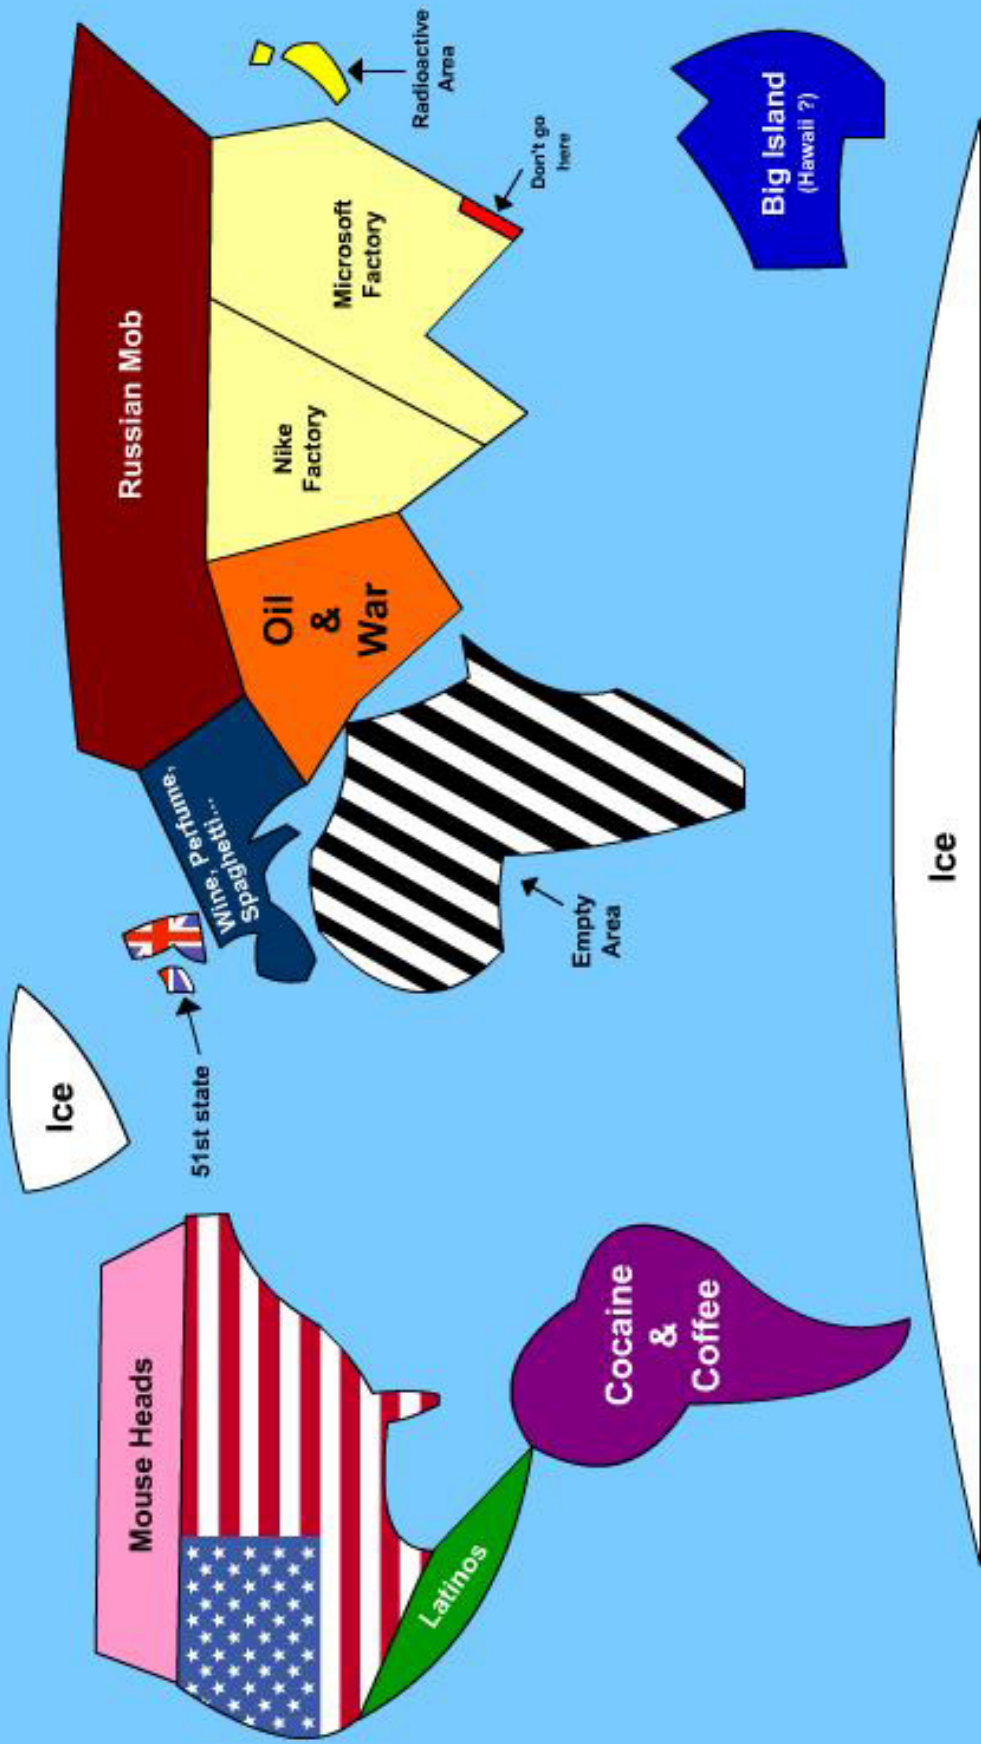 Ice
Russian Mob
Mouse Heads
51st state
Wine, Perfume,
Spaghetti...
Oil
&
War
Nike
Factory
Microsoft
Factory
Radioactive
Area
Don't go
here
Latinos
Empty
Area
Cocaine
&
Coffee
Big Island
(Hawaii ?)
Ice